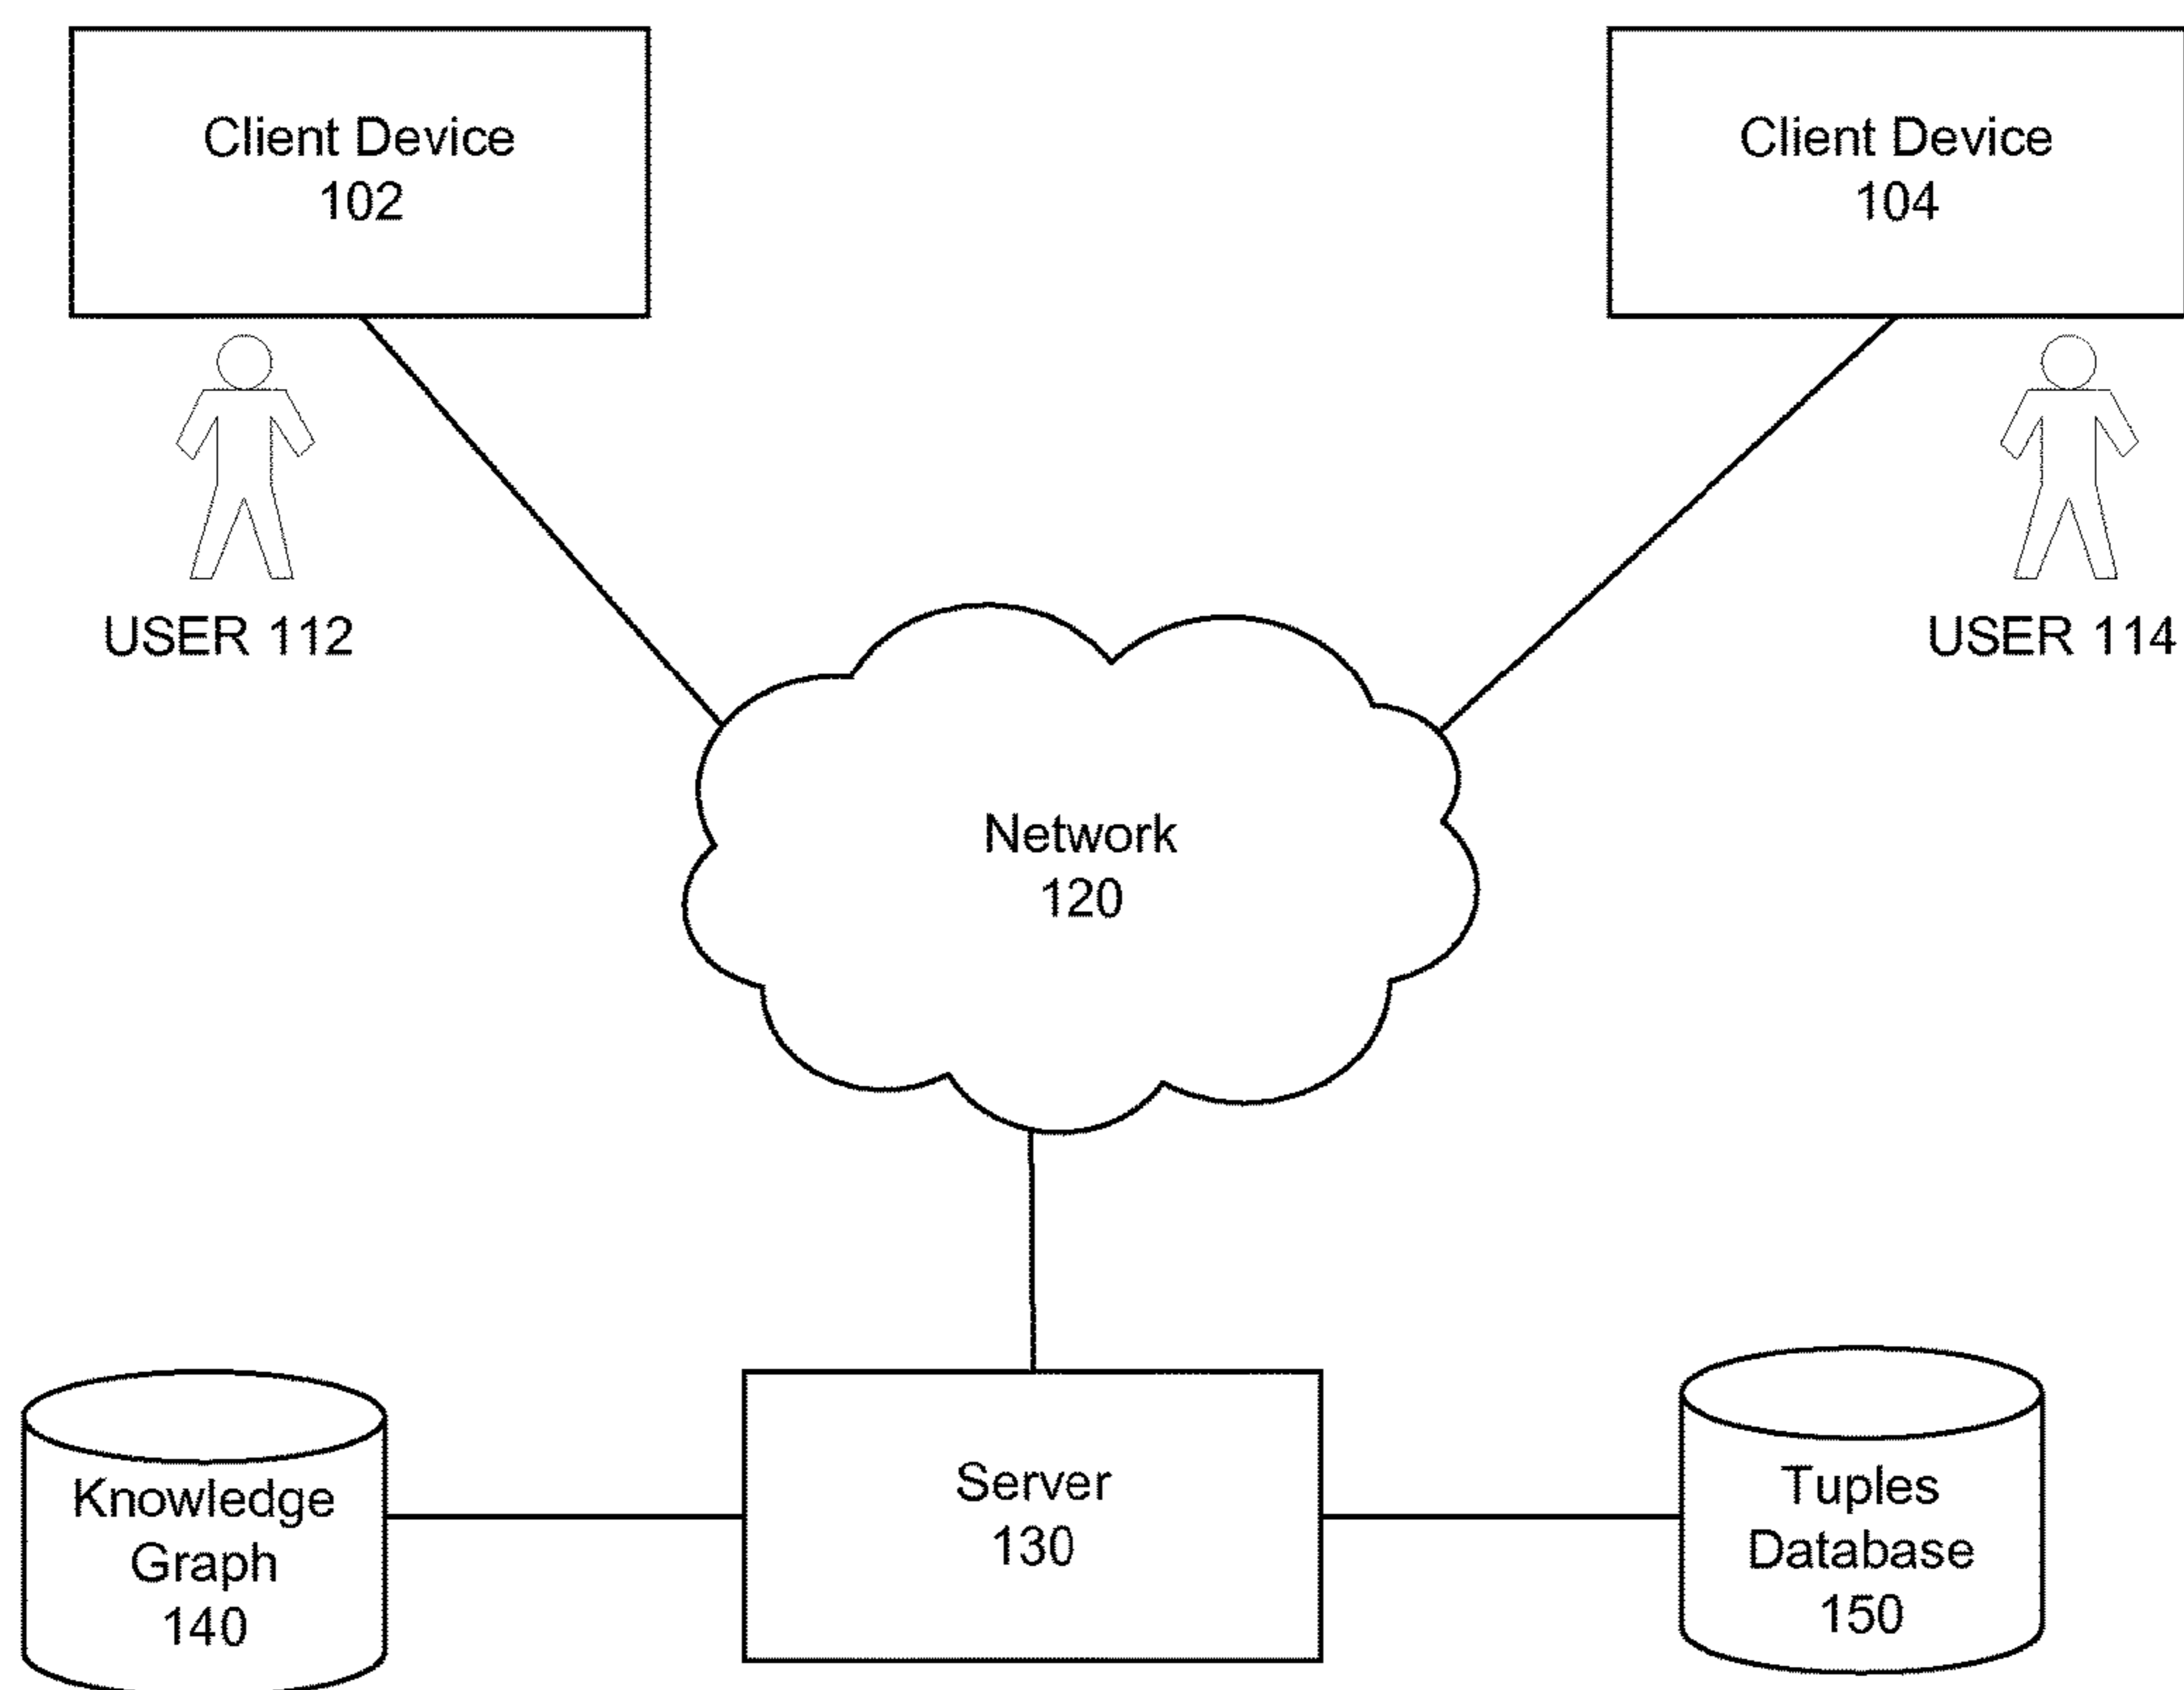 Client Device
102
Client Device
104
USER 112
USER 114
Network
120
Knowledge
Graph
140
Server
130
Tuples
Database
150